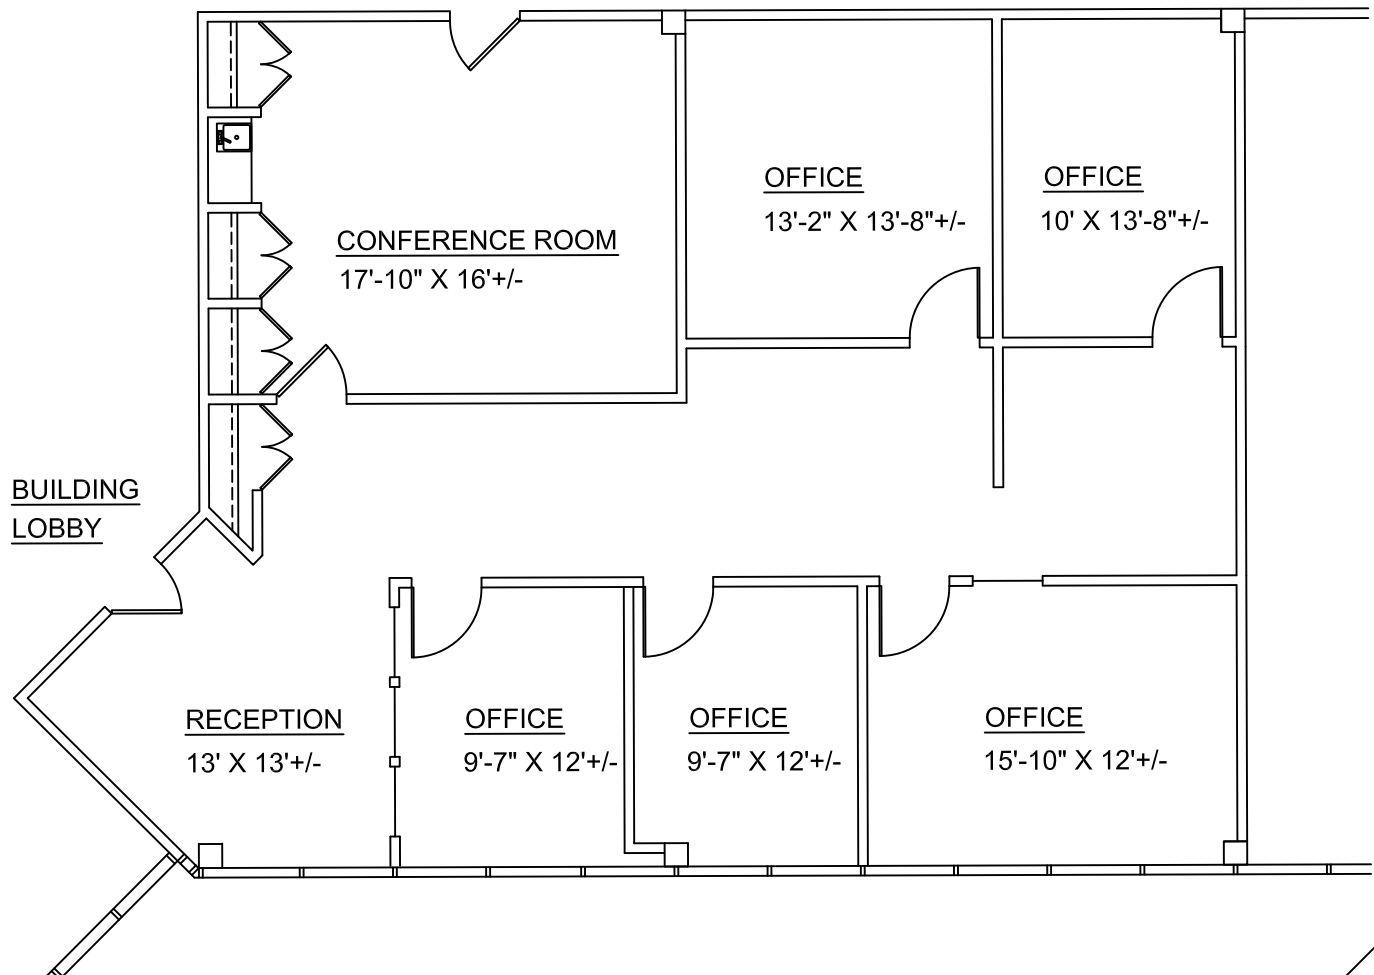 OFFICE
13'-2" X 13'-8"+/-
OFFICE
10' X 13'-8"+/-
CONFERENCE ROOM
17'-10" X 16'+/-
BUILDING
LOBBY
RECEPTION
13' X 13'+/-
OFFICE
9'-7" X 12'+/-
OFFICE
9'-7" X 12'+/-
OFFICE
15'-10" X 12'+/-